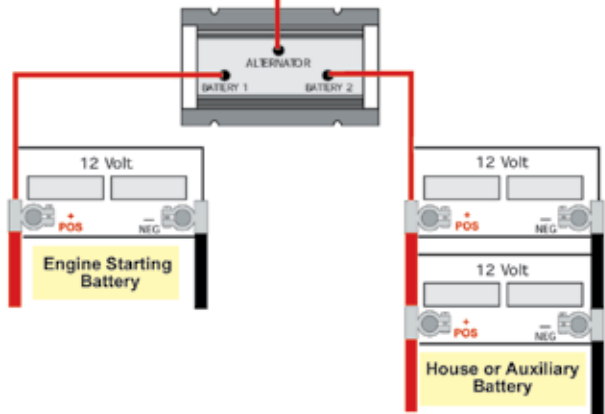 ALTERNATOR
BATTERY 1 BATTERY 2
12 Volt
+
POS
—
NEG
Engine Starting
Battery
12 Volt
+
POS
—
NEG
12 Volt
+
POS
—
NEG
House or Auxiliary
Battery